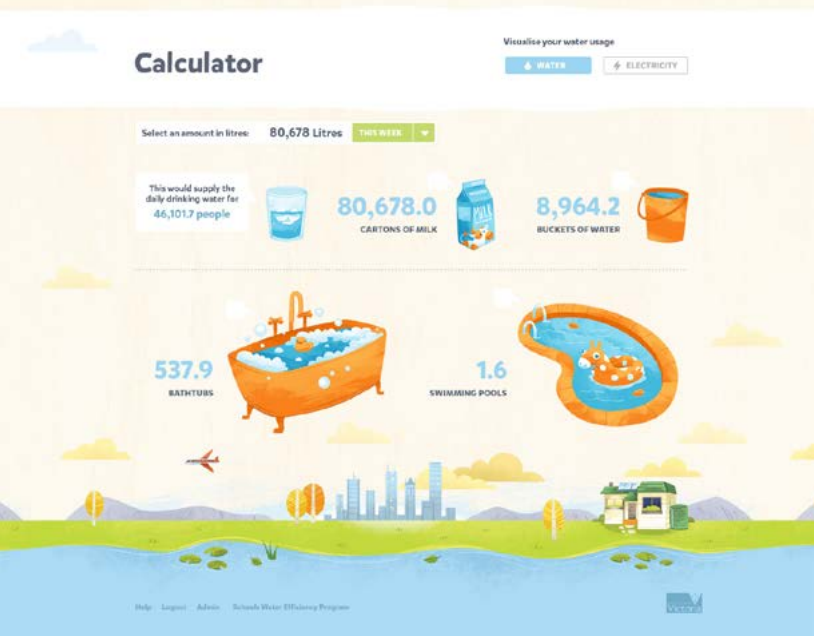 Visualise your water usage
Calculator
WATER
ELECTRICITY
Select an amount in litres: 80,678 Litres THIS WEEK
This would supply the
daily drinking water for
46,101.7 people
80,678.0
CARTONS OF MILK
MILK
8,964.2
BUCKETS OF WATER
537.9
BATHTUBS
1.6
SWIMMING POOLS
Help Logout Admin Schools Water Efficiency Program
Victoria